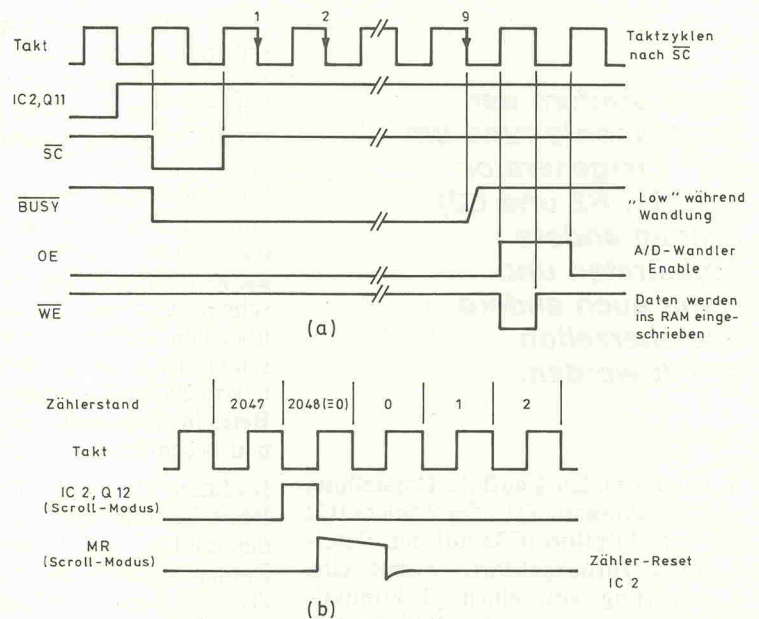 1 2 9
Takt
Taktzyklen
nach SC
IC2,Q11
SC
BUSY
„Low" während
Wandlung
OE
A/D-Wandler
Enable
WE
Daten werden
ins RAM einge-
schrieben
(a)
Zählerstand 2047 2048(≡0) 0 1 2
Takt
IC 2, Q 12
(Scroll-Modus)
MR
(Scroll-Modus)
Zähler-Reset
IC 2
(b)